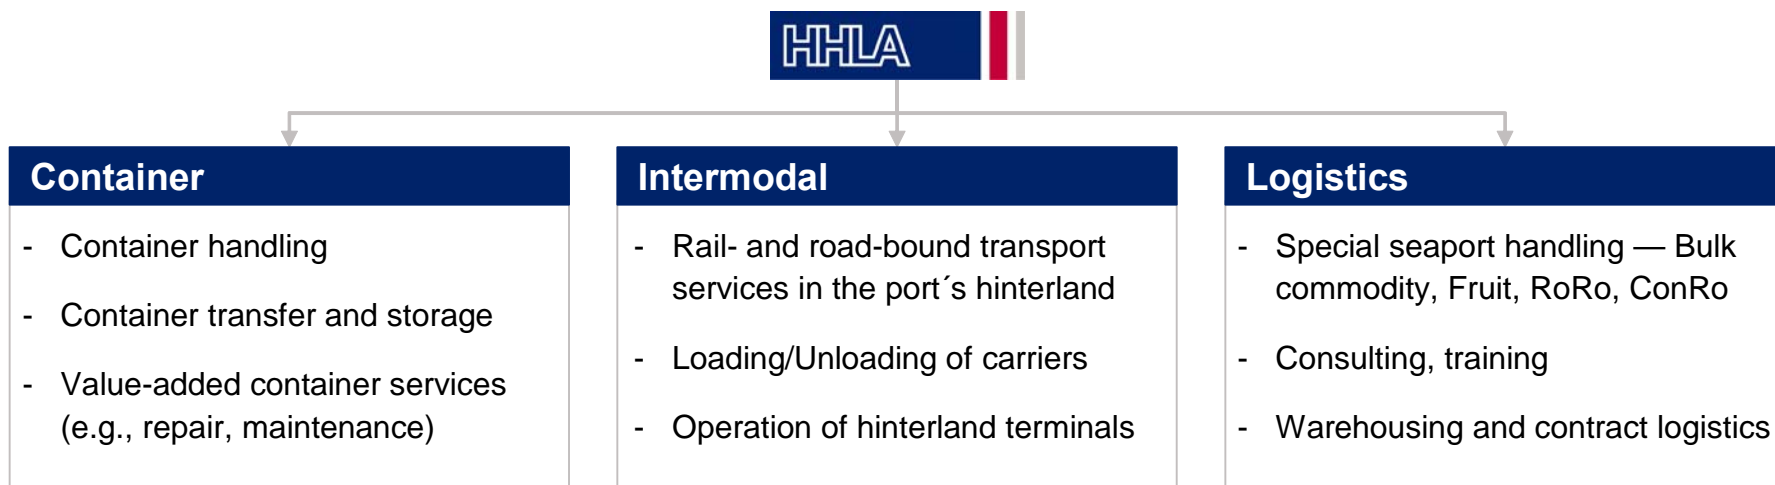 HHLA
Container
- Container handling
- Container transfer and storage
- Value-added container services
(e.g., repair, maintenance)
Intermodal
- Rail- and road-bound transport
services in the port´s hinterland
- Loading/Unloading of carriers
- Operation of hinterland terminals
Logistics
- Special seaport handling — Bulk
commodity, Fruit, RoRo, ConRo
- Consulting, training
- Warehousing and contract logistics